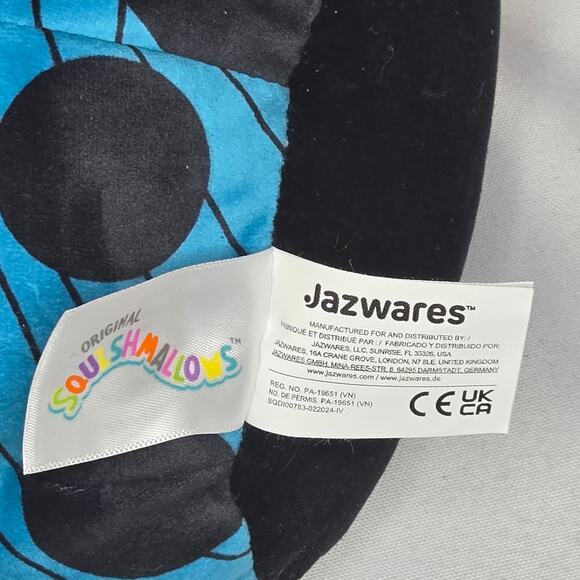 ORIGINAL
SQUISHMALLOWS™
Jazwares™
MANUFACTURED FOR AND DISTRIBUTED BY: /
FABRIQUÉ ET DISTRIBUÉ PAR : / FABRICADO Y DISTRIBUIDO POR:
JAZWARES, LLC, SUNRISE, FL 33326, USA
JAZWARES, 16A CRANE GROVE, LONDON, N7 8LE, UNITED KINGDOM
JAZWARES GMBH, MINA-REES-STR. 8, 64295 DARMSTADT, GERMANY
www.jazwares.com / www.jazwares.de
REG. NO. PA-19651 (VN)
NO. DE PERMIS. PA-19651 (VN)
SQDI00783-022024-IV
CE UK
CA